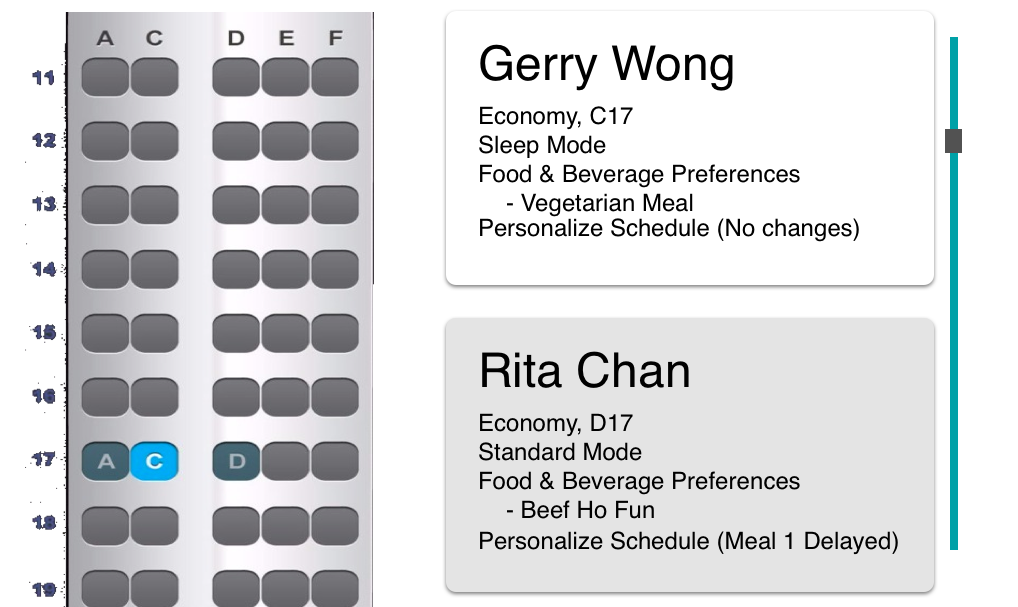 A C D E F
11
12
13
14
15
16
17 A C D
18
19
Gerry Wong
Economy, C17
Sleep Mode
Food & Beverage Preferences
- Vegetarian Meal
Personalize Schedule (No changes)
Rita Chan
Economy, D17
Standard Mode
Food & Beverage Preferences
- Beef Ho Fun
Personalize Schedule (Meal 1 Delayed)